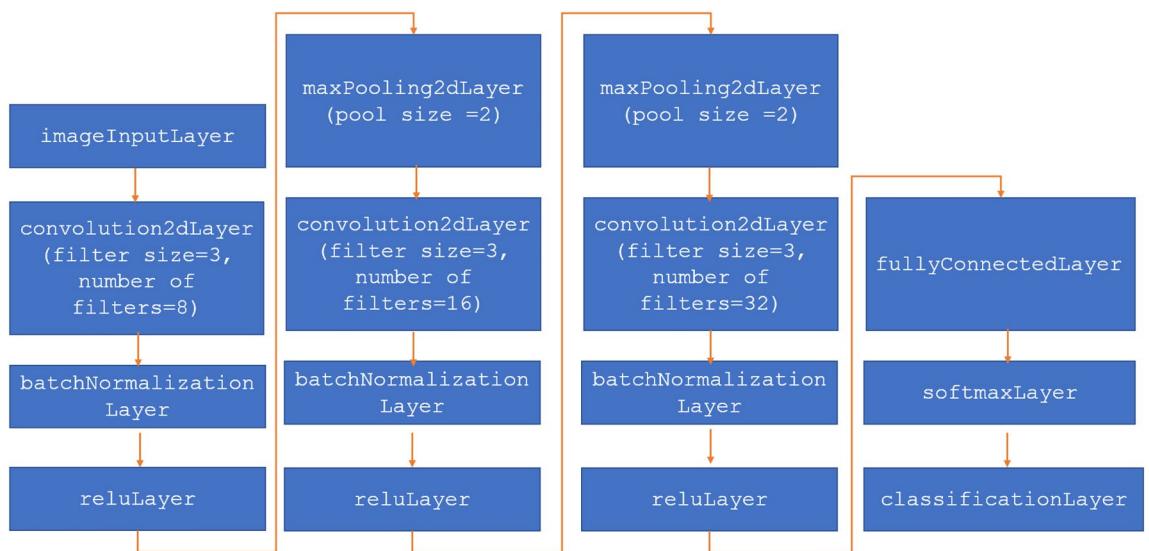 imageInputLayer
convolution2dLayer
(filter size=3,
number of
filters=8)
batchNormalization
Layer
reluLayer
maxPooling2dLayer
(pool size =2)
convolution2dLayer
(filter size=3,
number of
filters=16)
batchNormalization
Layer
reluLayer
maxPooling2dLayer
(pool size =2)
convolution2dLayer
(filter size=3,
number of
filters=32)
batchNormalization
Layer
reluLayer
fullyConnectedLayer
softmaxLayer
classificationLayer